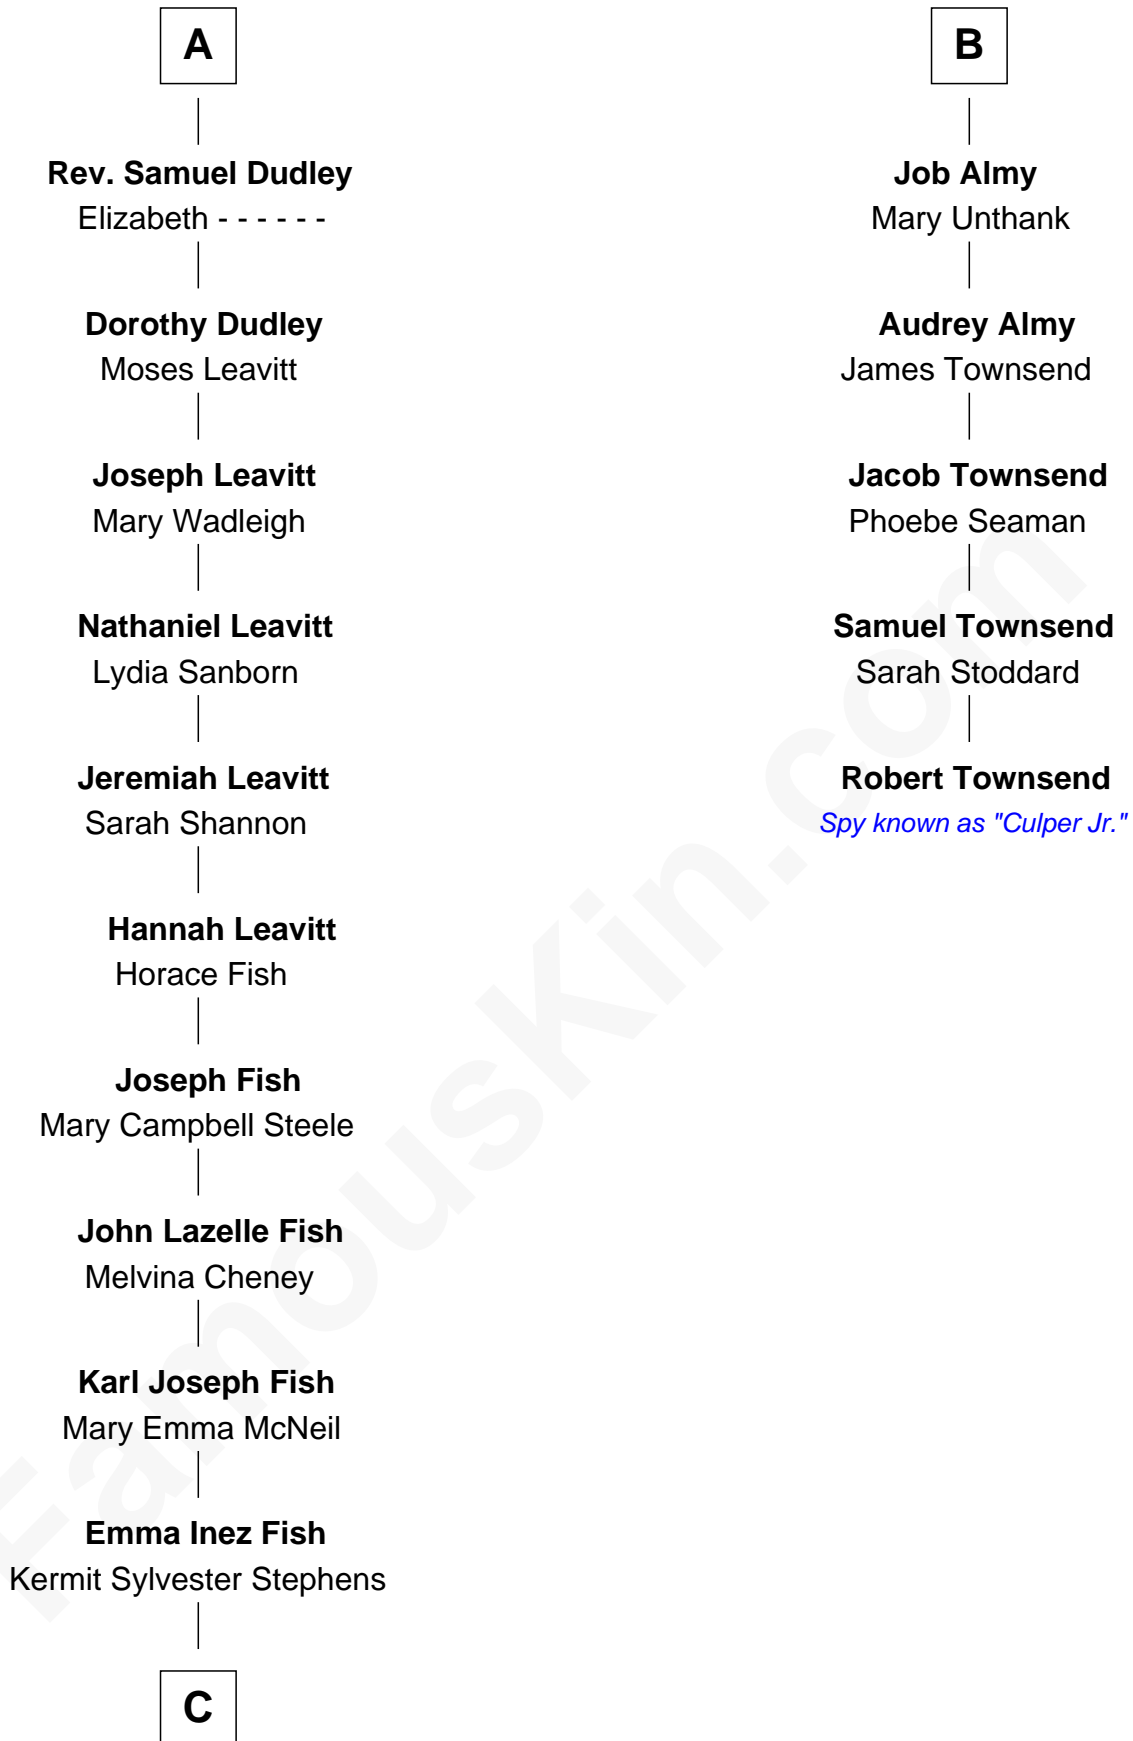 A
Rev. Samuel Dudley
Elizabeth - - - - - -
Dorothy Dudley
Moses Leavitt
Joseph Leavitt
Mary Wadleigh
Nathaniel Leavitt
Lydia Sanborn
Jeremiah Leavitt
Sarah Shannon
Hannah Leavitt
Horace Fish
Joseph Fish
Mary Campbell Steele
John Lazelle Fish
Melvina Cheney
Karl Joseph Fish
Mary Emma McNeil
Emma Inez Fish
Kermit Sylvester Stephens
C
B
Job Almy
Mary Unthank
Audrey Almy
James Townsend
Jacob Townsend
Phoebe Seaman
Samuel Townsend
Sarah Stoddard
Robert Townsend
Spy known as "Culper Jr."
FamousKin.com